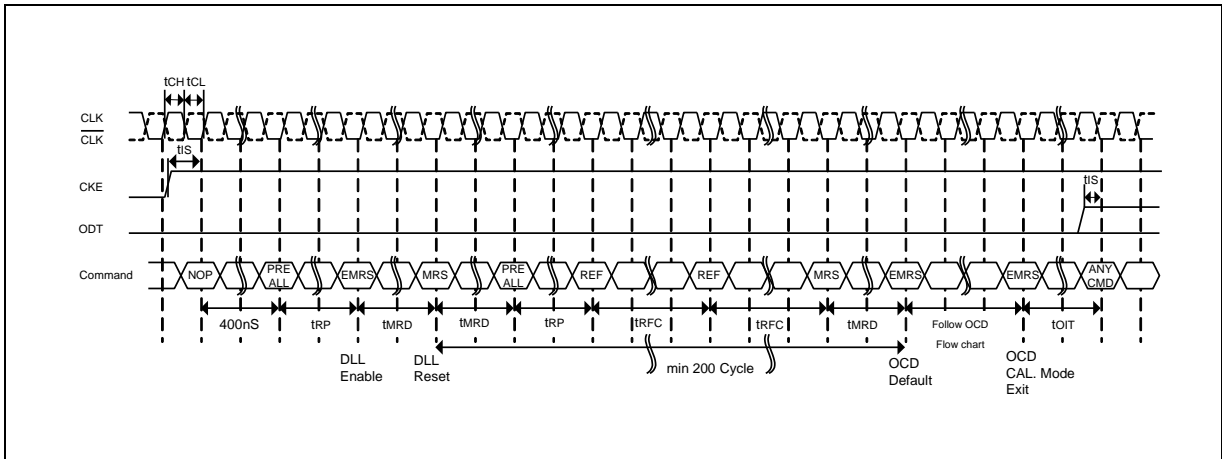 tCH tCL
CLK
CLK
tIS
CKE
tIS
ODT
Command
NOP
PRE
ALL
EMRS
MRS
PRE
ALL
REF
REF
MRS
EMRS
EMRS
ANY
CMD
400nS
tRP
tMRD
tMRD
tRP
tRFC
tRFC
tMRD
Follow OCD
Flow chart
tOIT
DLL
Enable
DLL
Reset
min 200 Cycle
OCD
Default
OCD
CAL. Mode
Exit